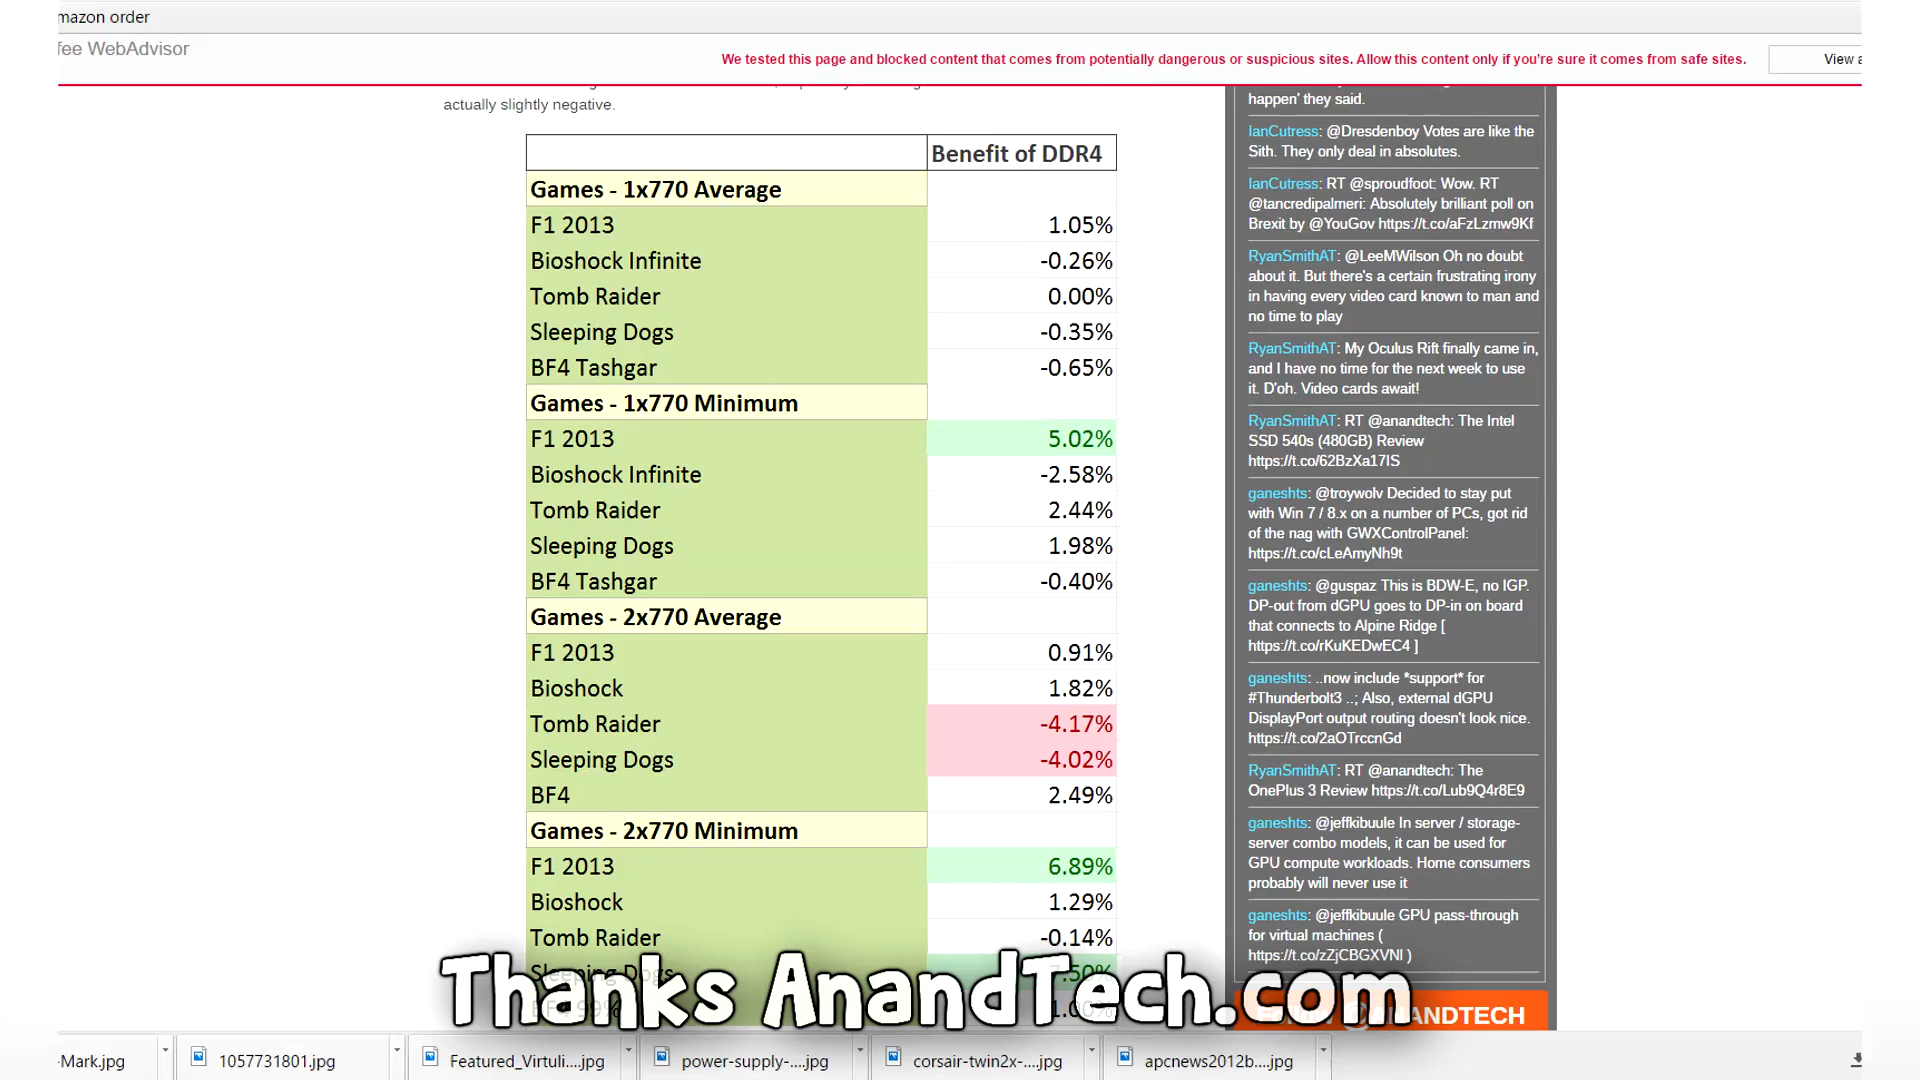 mazon order
fee WebAdvisor
We tested this page and blocked content that comes from potentially dangerous or suspicious sites. Allow this content only if you're sure it comes from safe sites.
View a
actually slightly negative.
Benefit of DDR4
Games - 1x770 Average
F1 2013 1.05%
Bioshock Infinite -0.26%
Tomb Raider 0.00%
Sleeping Dogs -0.35%
BF4 Tashgar -0.65%
Games - 1x770 Minimum
F1 2013 5.02%
Bioshock Infinite -2.58%
Tomb Raider 2.44%
Sleeping Dogs 1.98%
BF4 Tashgar -0.40%
Games - 2x770 Average
F1 2013 0.91%
Bioshock 1.82%
Tomb Raider -4.17%
Sleeping Dogs -4.02%
BF4 2.49%
Games - 2x770 Minimum
F1 2013 6.89%
Bioshock 1.29%
Tomb Raider -0.14%
Sleeping Dogs
Thanks AnandTech.com
happen' they said.
IanCutress: @Dresdenboy Votes are like the
Sith. They only deal in absolutes.
IanCutress: RT @sproudfoot: Wow. RT
@tancredipalmeri: Absolutely brilliant poll on
Brexit by @YouGov https://t.co/aFzLzmw9Kf
RyanSmithAT: @LeeMWilson Oh no doubt
about it. But there's a certain frustrating irony
in having every video card known to man and
no time to play
RyanSmithAT: My Oculus Rift finally came in,
and I have no time for the next week to use
it. D'oh. Video cards await!
RyanSmithAT: RT @anandtech: The Intel
SSD 540s (480GB) Review
https://t.co/62BzXa17IS
ganeshts: @troywolv Decided to stay put
with Win 7 / 8.x on a number of PCs, got rid
of the nag with GWXControlPanel:
https://t.co/cLeAmyNh9t
ganeshts: @guspaz This is BDW-E, no IGP.
DP-out from dGPU goes to DP-in on board
that connects to Alpine Ridge [
https://t.co/rKuKEDwEC4 ]
ganeshts: ..now include *support* for
#Thunderbolt3 ..; Also, external dGPU
DisplayPort output routing doesn't look nice.
https://t.co/2aOTrccnGd
RyanSmithAT: RT @anandtech: The
OnePlus 3 Review https://t.co/Lub9Q4r8E9
ganeshts: @jeffkibuule In server / storage-
server combo models, it can be used for
GPU compute workloads. Home consumers
probably will never use it
ganeshts: @jeffkibuule GPU pass-through
for virtual machines (
https://t.co/zZjCBGXVNl )
ANDTECH
-Mark.jpg
1057731801.jpg
Featured_Virtuli....jpg
power-supply-....jpg
corsair-twin2x-....jpg
apcnews2012b....jpg